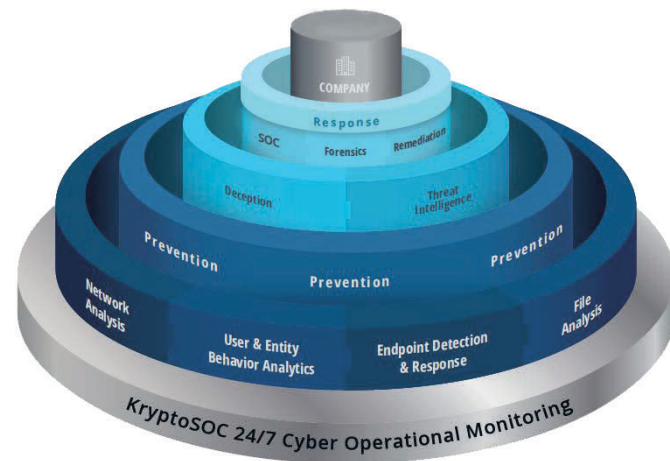 COMPANY
Response
SOC
Forensics
Remediation
Deception
Threat
Intelligence
Prevention
Prevention
Prevention
Network
Analysis
User & Entity
Behavior Analytics
Endpoint Detection
& Response
File
Analysis
KryptoSOC 24/7 Cyber Operational Monitoring